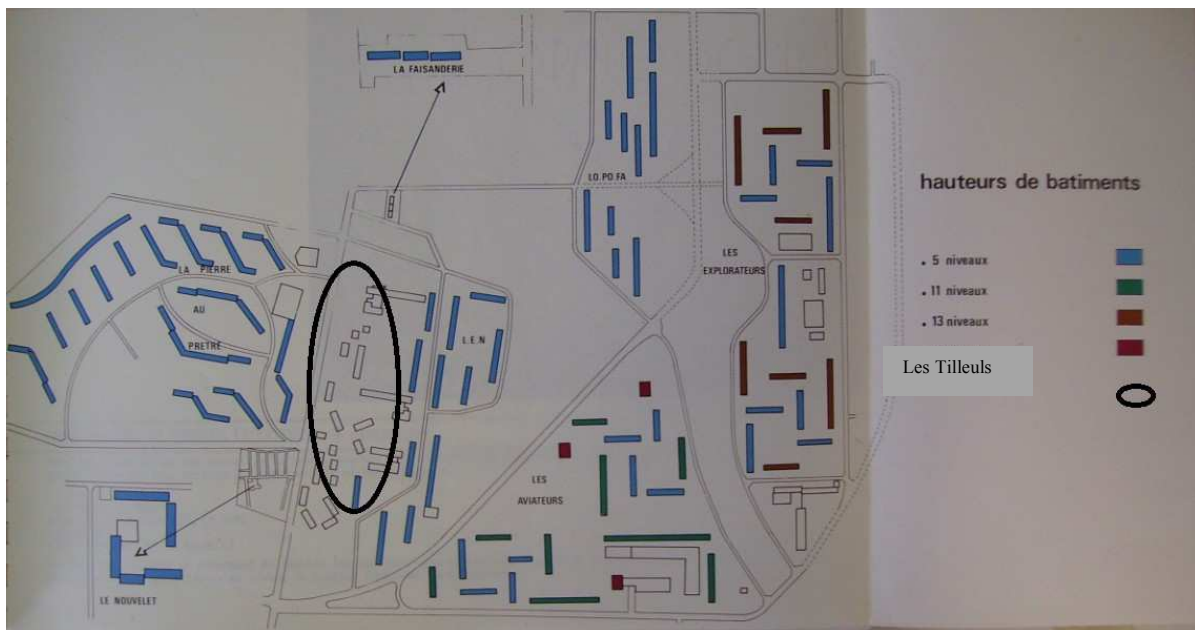 LA FAISANDERIE
LO.PO.FA
hauteurs de batiments
LES
EXPLORATEURS
LA PIERRE
AU
PRETRE
. 5 niveaux
. 11 niveaux
. 13 niveaux
L.E.N
Les Tilleuls
LES
AVIATEURS
LE NOUVELET